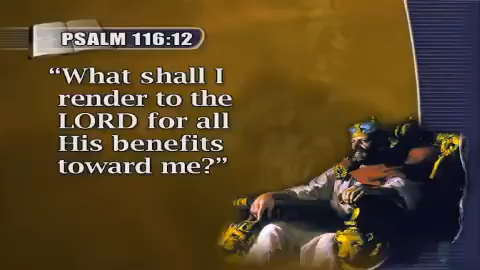 PSALM 116:12
“What shall I
render to the
LORD for all
His benefits
toward me?”